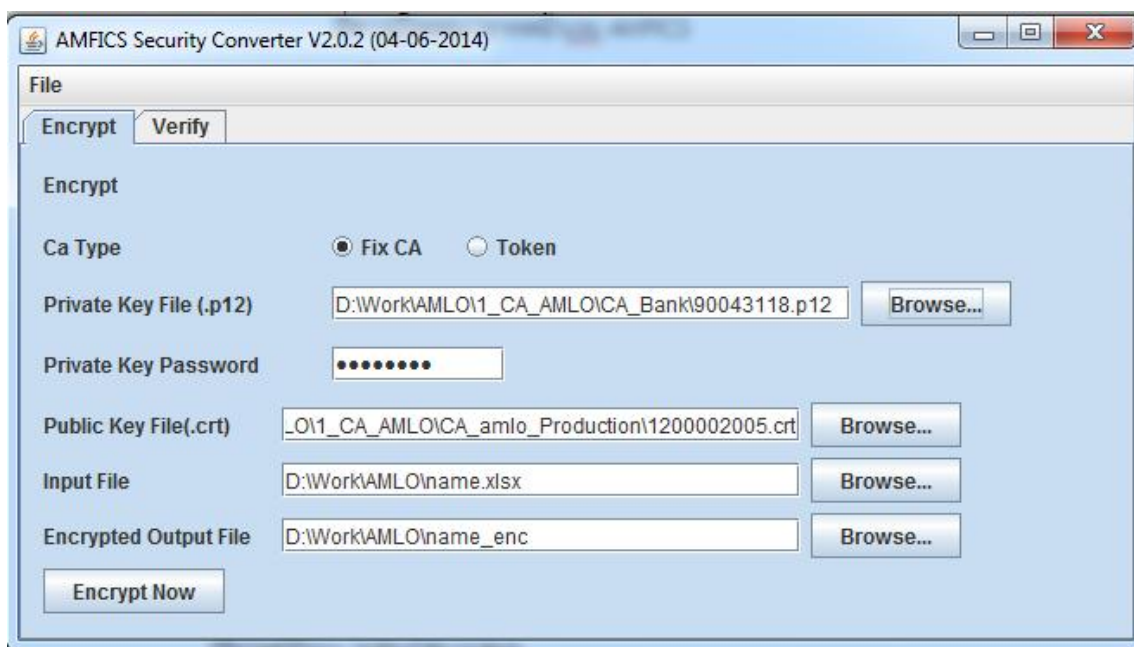 AMFICS Security Converter V2.0.2 (04-06-2014)
File
Encrypt Verify
Encrypt
Ca Type Fix CA Token
Private Key File (.p12) D:\Work\AMLO\1_CA_AMLO\CA_Bank\90043118.p12 Browse...
Private Key Password ••••••••
Public Key File(.crt) _O\1_CA_AMLO\CA_amlo_Production\1200002005.crt Browse...
Input File D:\Work\AMLO\name.xlsx Browse...
Encrypted Output File D:\Work\AMLO\name_enc Browse...
Encrypt Now